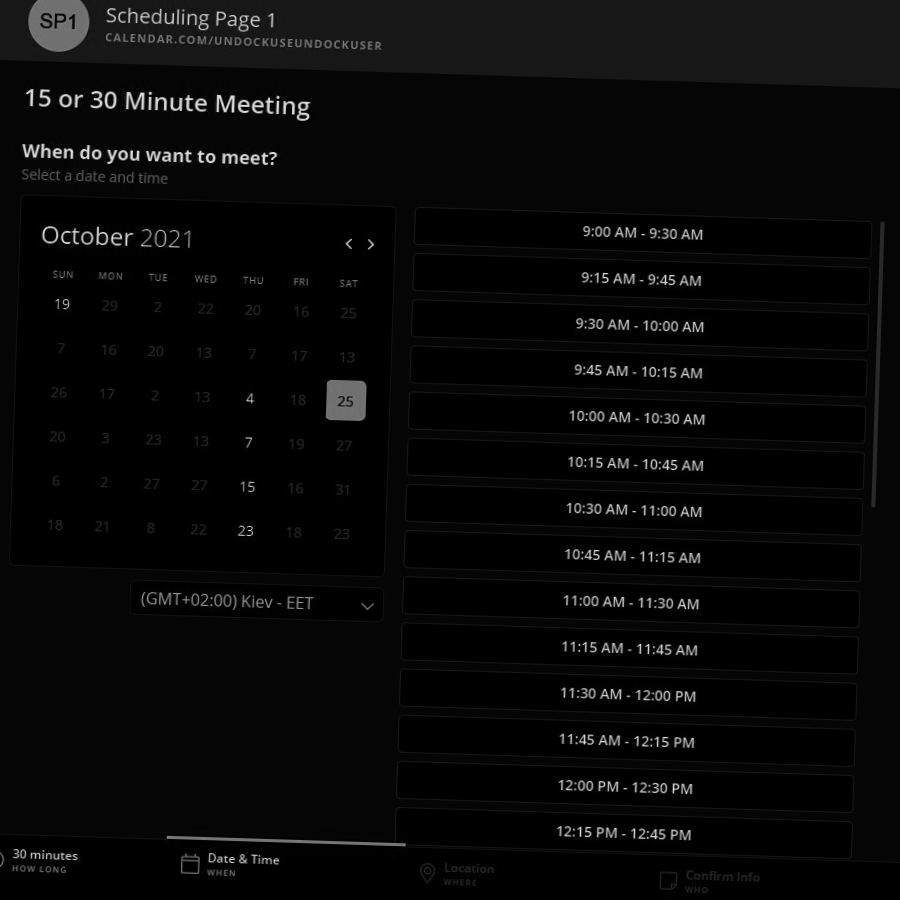 SP1
Scheduling Page 1
CALENDAR.COM/UNDOCKUSEUNDOCKUSER
15 or 30 Minute Meeting
When do you want to meet?
Select a date and time
October 2021
SUN MON TUE WED THU FRI SAT
19 29 2 22 20 16 25
7 16 20 13 7 17 13
26 17 2 13 4 18 25
20 3 23 13 7 19 27
6 2 27 27 15 16 31
18 21 8 22 23 18 23
(GMT+02:00) Kiev - EET
9:00 AM - 9:30 AM
9:15 AM - 9:45 AM
9:30 AM - 10:00 AM
9:45 AM - 10:15 AM
10:00 AM - 10:30 AM
10:15 AM - 10:45 AM
10:30 AM - 11:00 AM
10:45 AM - 11:15 AM
11:00 AM - 11:30 AM
11:15 AM - 11:45 AM
11:30 AM - 12:00 PM
11:45 AM - 12:15 PM
12:00 PM - 12:30 PM
12:15 PM - 12:45 PM
30 minutes
HOW LONG
Date & Time
WHEN
Location
WHERE
Confirm Info
WHO